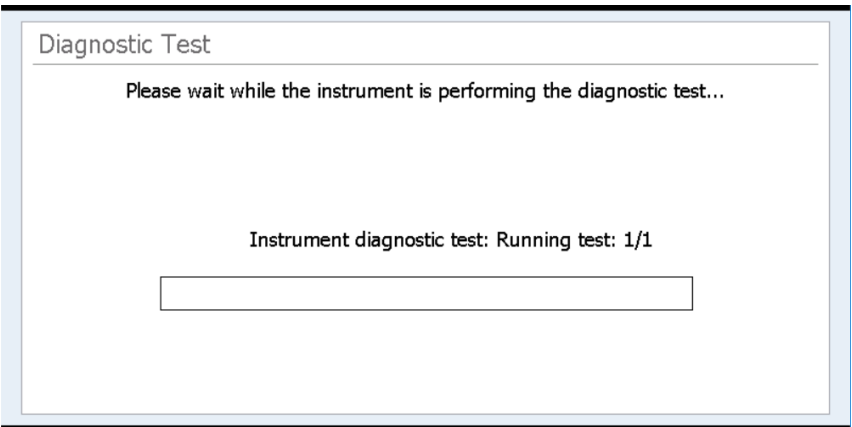 Diagnostic Test
Please wait while the instrument is performing the diagnostic test...
Instrument diagnostic test: Running test: 1/1